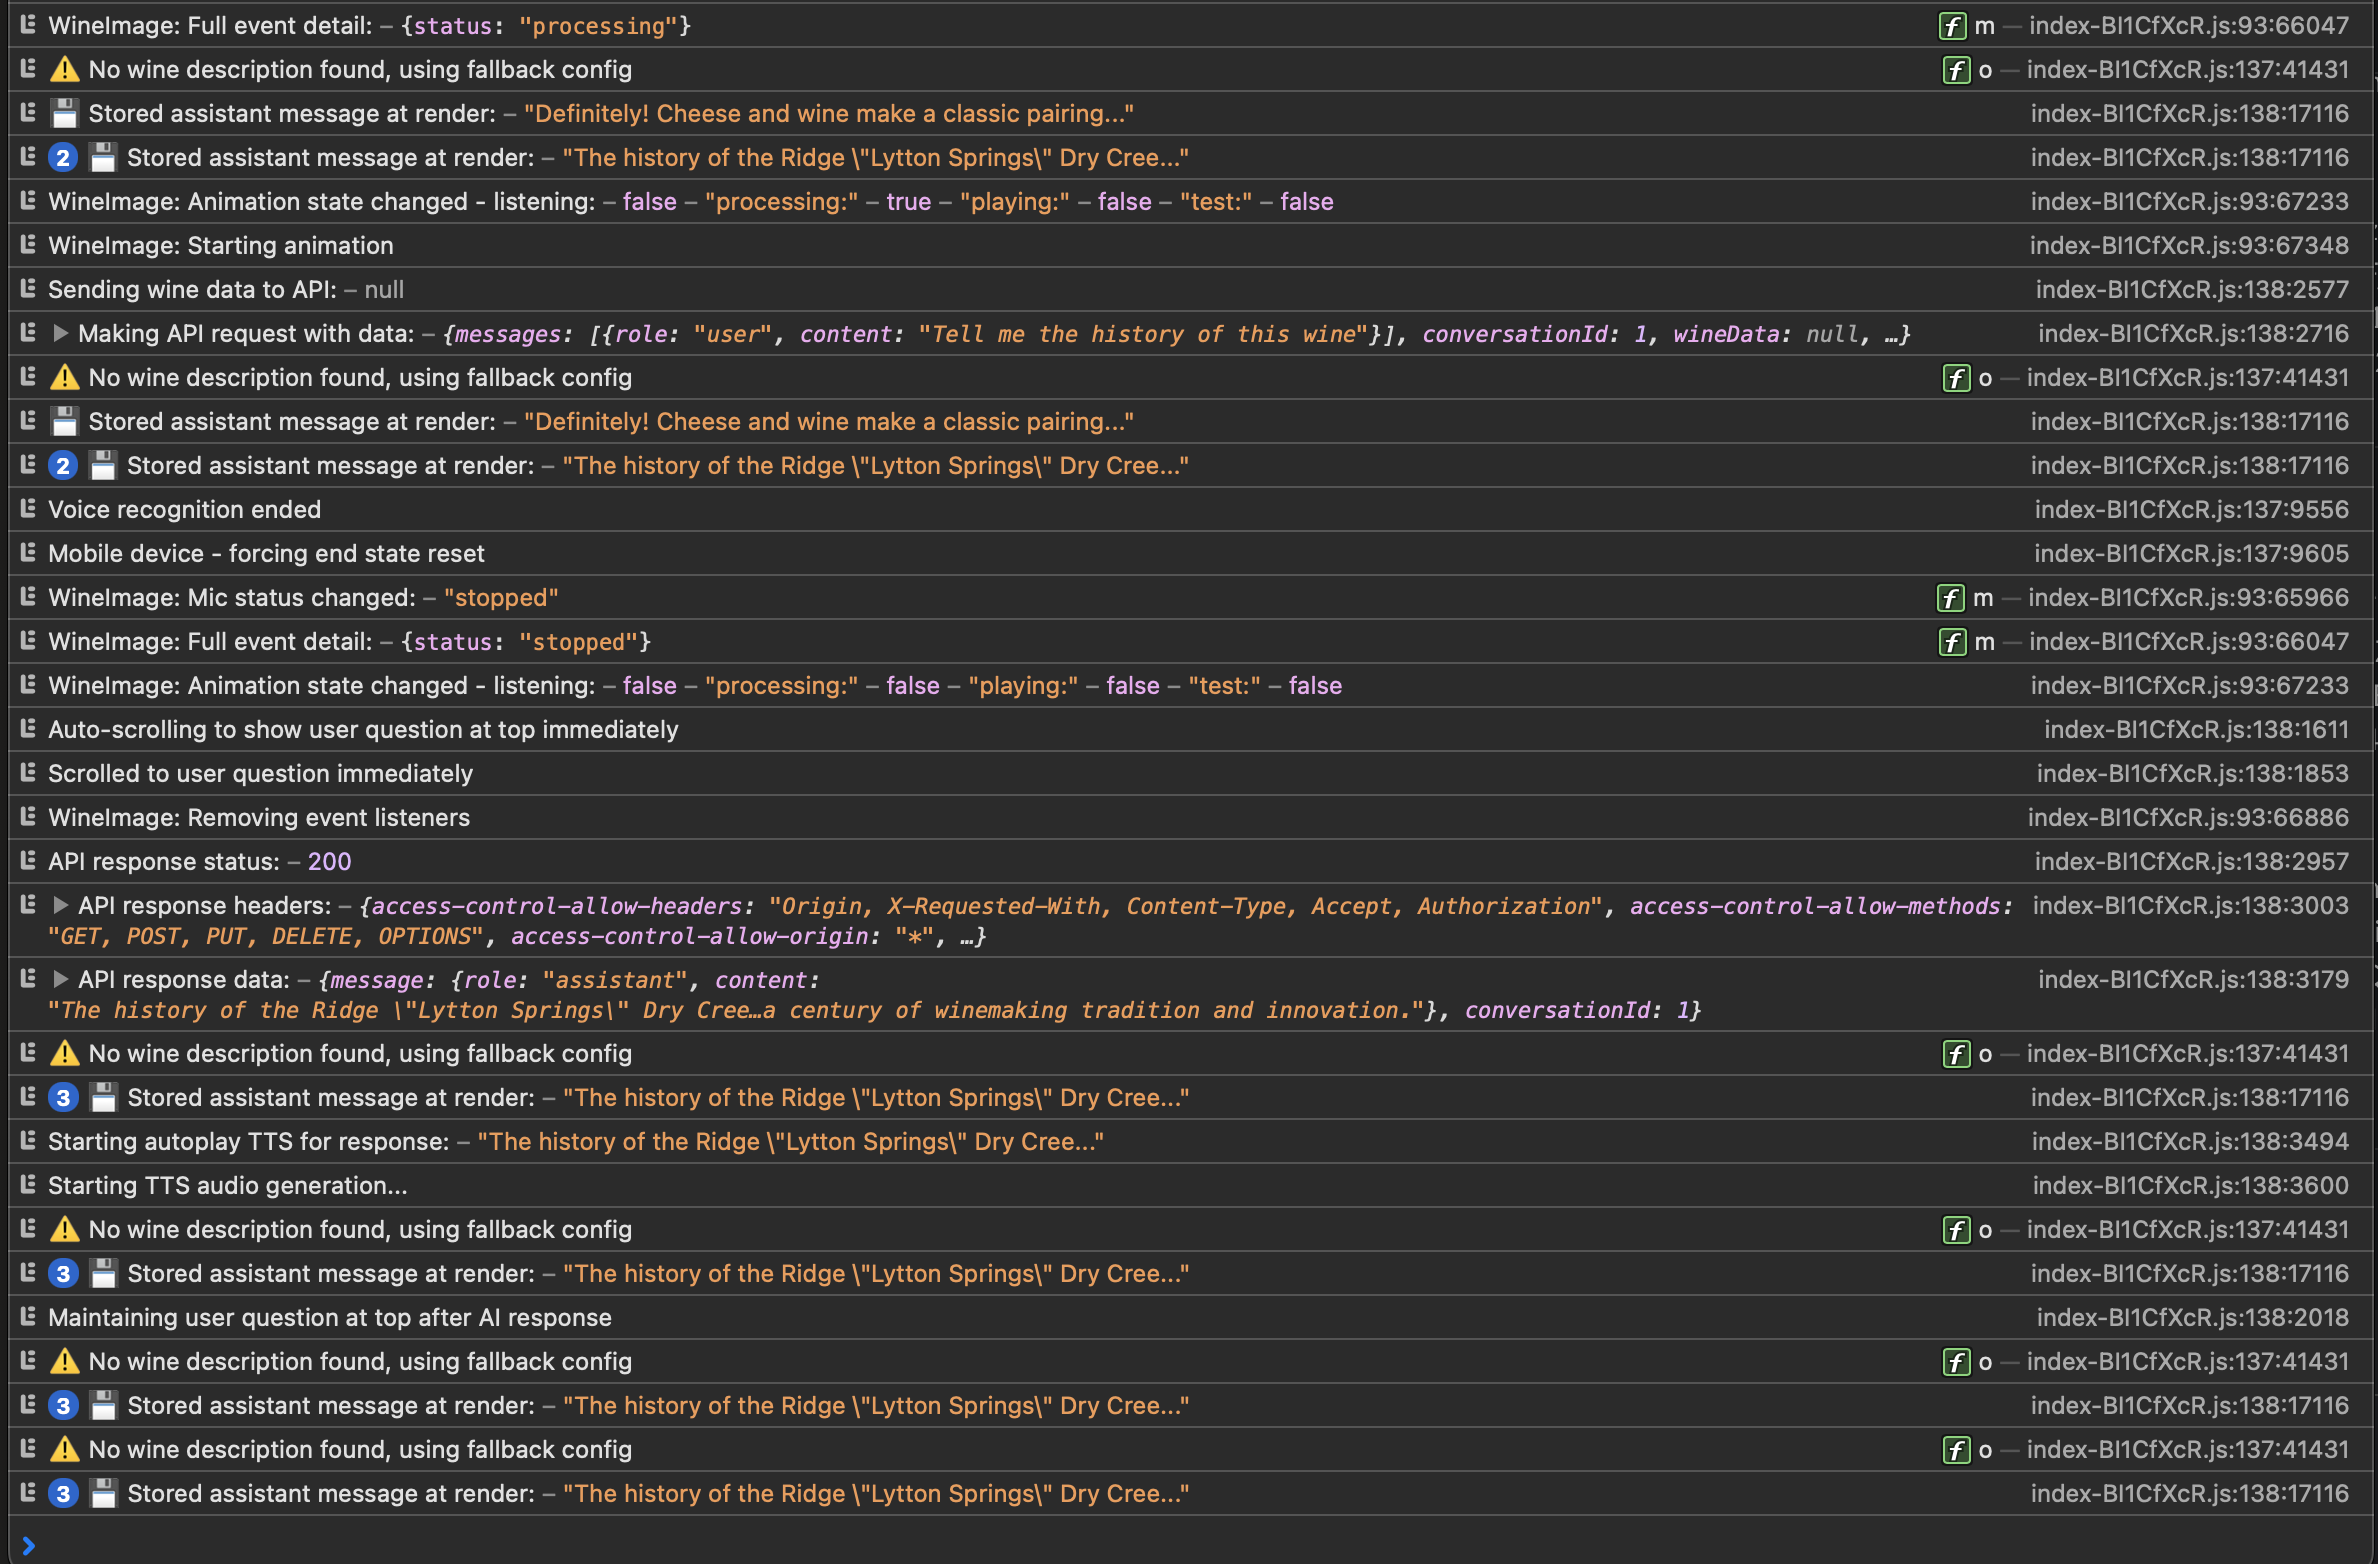 WineImage: Full event detail: – {status: "processing"} f m — index-BI1CfXcR.js:93:66047
⚠️ No wine description found, using fallback config f o — index-BI1CfXcR.js:137:41431
💾 Stored assistant message at render: – "Definitely! Cheese and wine make a classic pairing..." index-BI1CfXcR.js:138:17116
2 💾 Stored assistant message at render: – "The history of the Ridge \"Lytton Springs\" Dry Cree..." index-BI1CfXcR.js:138:17116
WineImage: Animation state changed - listening: – false – "processing:" – true – "playing:" – false – "test:" – false index-BI1CfXcR.js:93:67233
WineImage: Starting animation index-BI1CfXcR.js:93:67348
Sending wine data to API: – null index-BI1CfXcR.js:138:2577
▶ Making API request with data: – {messages: [{role: "user", content: "Tell me the history of this wine"}], conversationId: 1, wineData: null, …} index-BI1CfXcR.js:138:2716
⚠️ No wine description found, using fallback config f o — index-BI1CfXcR.js:137:41431
💾 Stored assistant message at render: – "Definitely! Cheese and wine make a classic pairing..." index-BI1CfXcR.js:138:17116
2 💾 Stored assistant message at render: – "The history of the Ridge \"Lytton Springs\" Dry Cree..." index-BI1CfXcR.js:138:17116
Voice recognition ended index-BI1CfXcR.js:137:9556
Mobile device - forcing end state reset index-BI1CfXcR.js:137:9605
WineImage: Mic status changed: – "stopped" f m — index-BI1CfXcR.js:93:65966
WineImage: Full event detail: – {status: "stopped"} f m — index-BI1CfXcR.js:93:66047
WineImage: Animation state changed - listening: – false – "processing:" – false – "playing:" – false – "test:" – false index-BI1CfXcR.js:93:67233
Auto-scrolling to show user question at top immediately index-BI1CfXcR.js:138:1611
Scrolled to user question immediately index-BI1CfXcR.js:138:1853
WineImage: Removing event listeners index-BI1CfXcR.js:93:66886
API response status: – 200 index-BI1CfXcR.js:138:2957
▶ API response headers: – {access-control-allow-headers: "Origin, X-Requested-With, Content-Type, Accept, Authorization", access-control-allow-methods: index-BI1CfXcR.js:138:3003
"GET, POST, PUT, DELETE, OPTIONS", access-control-allow-origin: "*", …}
▶ API response data: – {message: {role: "assistant", content: index-BI1CfXcR.js:138:3179
"The history of the Ridge \"Lytton Springs\" Dry Cree…a century of winemaking tradition and innovation."}, conversationId: 1}
⚠️ No wine description found, using fallback config f o — index-BI1CfXcR.js:137:41431
3 💾 Stored assistant message at render: – "The history of the Ridge \"Lytton Springs\" Dry Cree..." index-BI1CfXcR.js:138:17116
Starting autoplay TTS for response: – "The history of the Ridge \"Lytton Springs\" Dry Cree..." index-BI1CfXcR.js:138:3494
Starting TTS audio generation... index-BI1CfXcR.js:138:3600
⚠️ No wine description found, using fallback config f o — index-BI1CfXcR.js:137:41431
3 💾 Stored assistant message at render: – "The history of the Ridge \"Lytton Springs\" Dry Cree..." index-BI1CfXcR.js:138:17116
Maintaining user question at top after AI response index-BI1CfXcR.js:138:2018
⚠️ No wine description found, using fallback config f o — index-BI1CfXcR.js:137:41431
3 💾 Stored assistant message at render: – "The history of the Ridge \"Lytton Springs\" Dry Cree..." index-BI1CfXcR.js:138:17116
⚠️ No wine description found, using fallback config f o — index-BI1CfXcR.js:137:41431
3 💾 Stored assistant message at render: – "The history of the Ridge \"Lytton Springs\" Dry Cree..." index-BI1CfXcR.js:138:17116